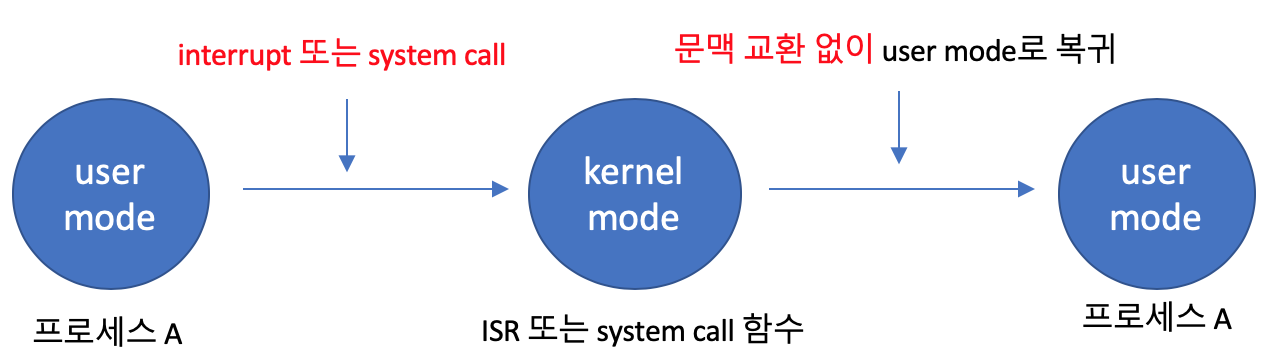 interrupt 또는 system call
문맥 교환 없이 user mode로 복귀
user
mode
kernel
mode
user
mode
프로세스 A
ISR 또는 system call 함수
프로세스 A